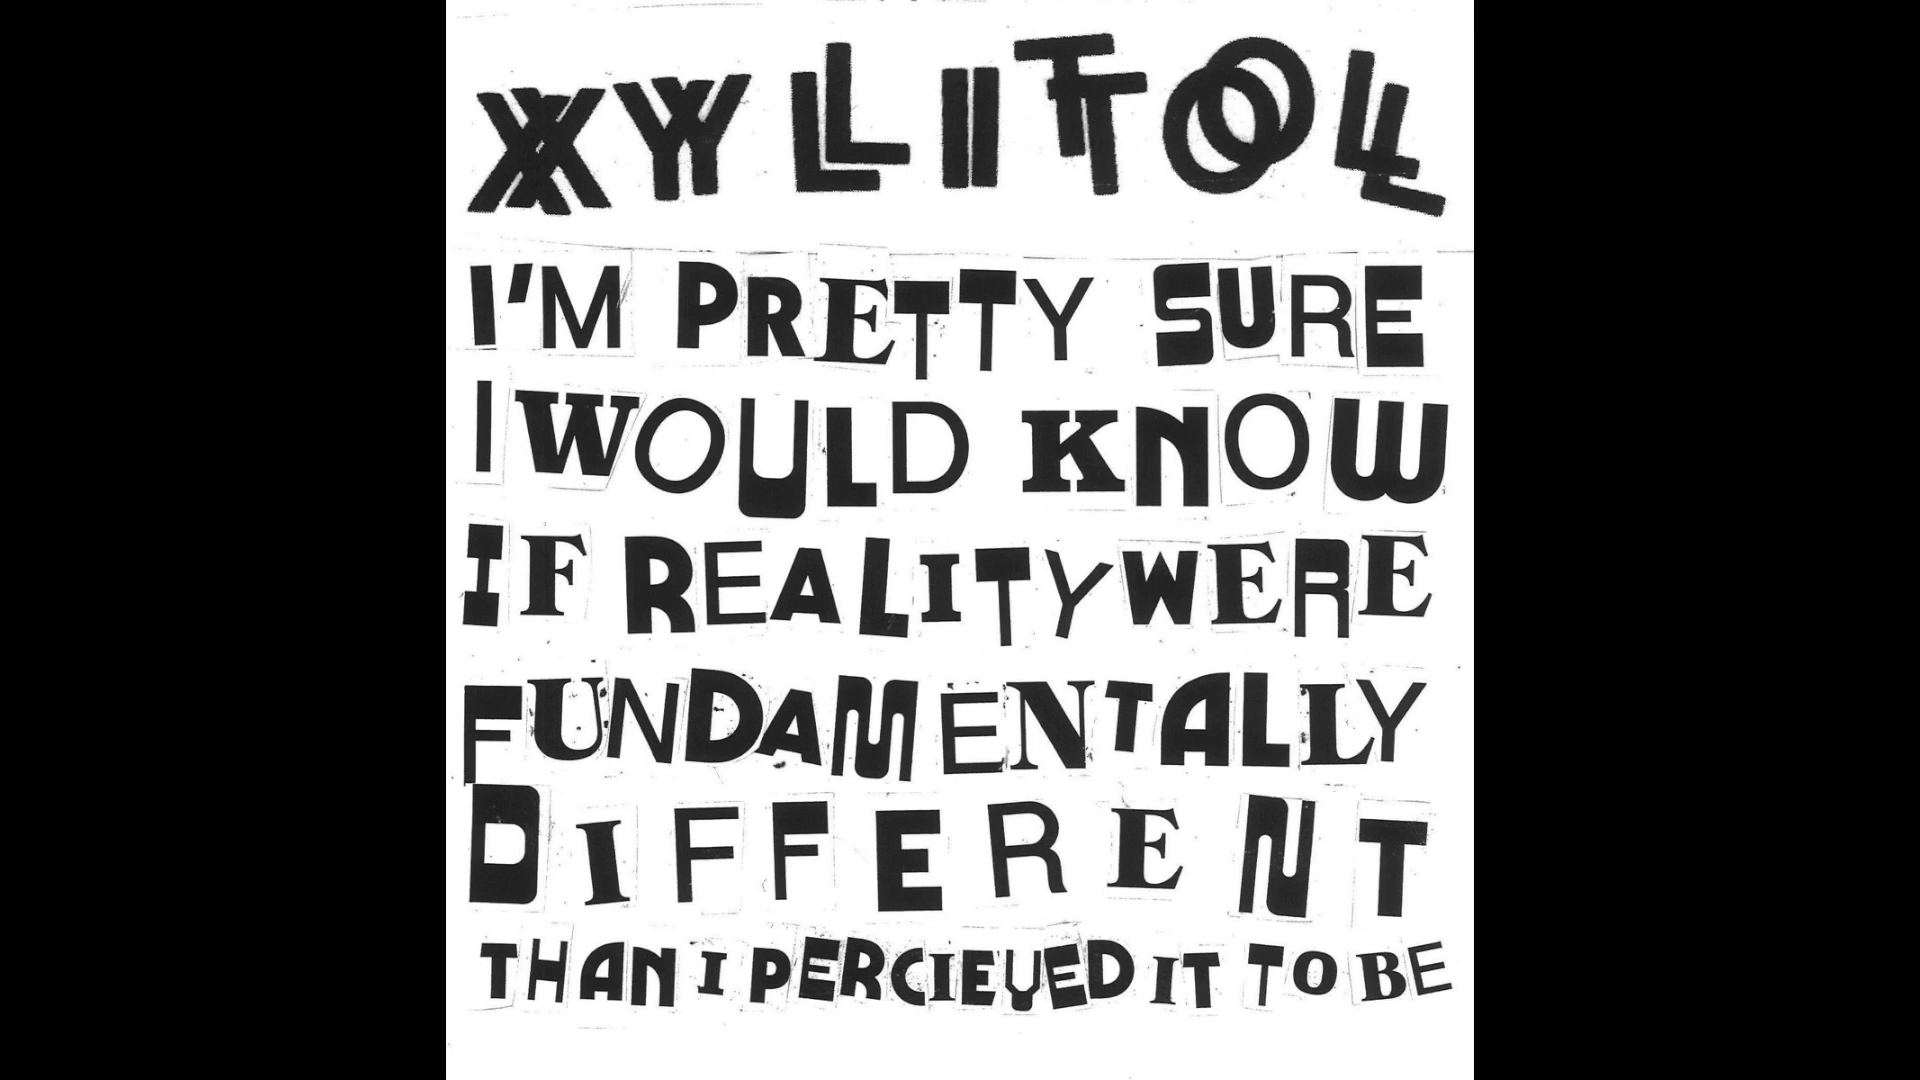 XYLITOL
I'M PRETTY SURE
I WOULD KNOW
IF REALITY WERE
FUNDAMENTALLY
DIFFERENT
THAN I PERCIEVED IT TO BE